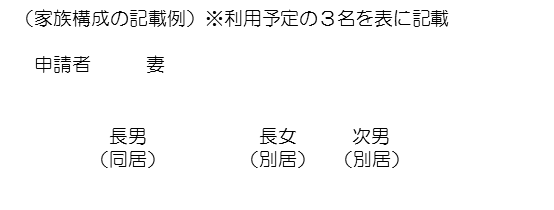 （家族構成の記載例）※利用予定の３名を表に記載
申請者　　　妻
長男　　　　　　長女　　　次男
（同居）　　　　（別居）　（別居）